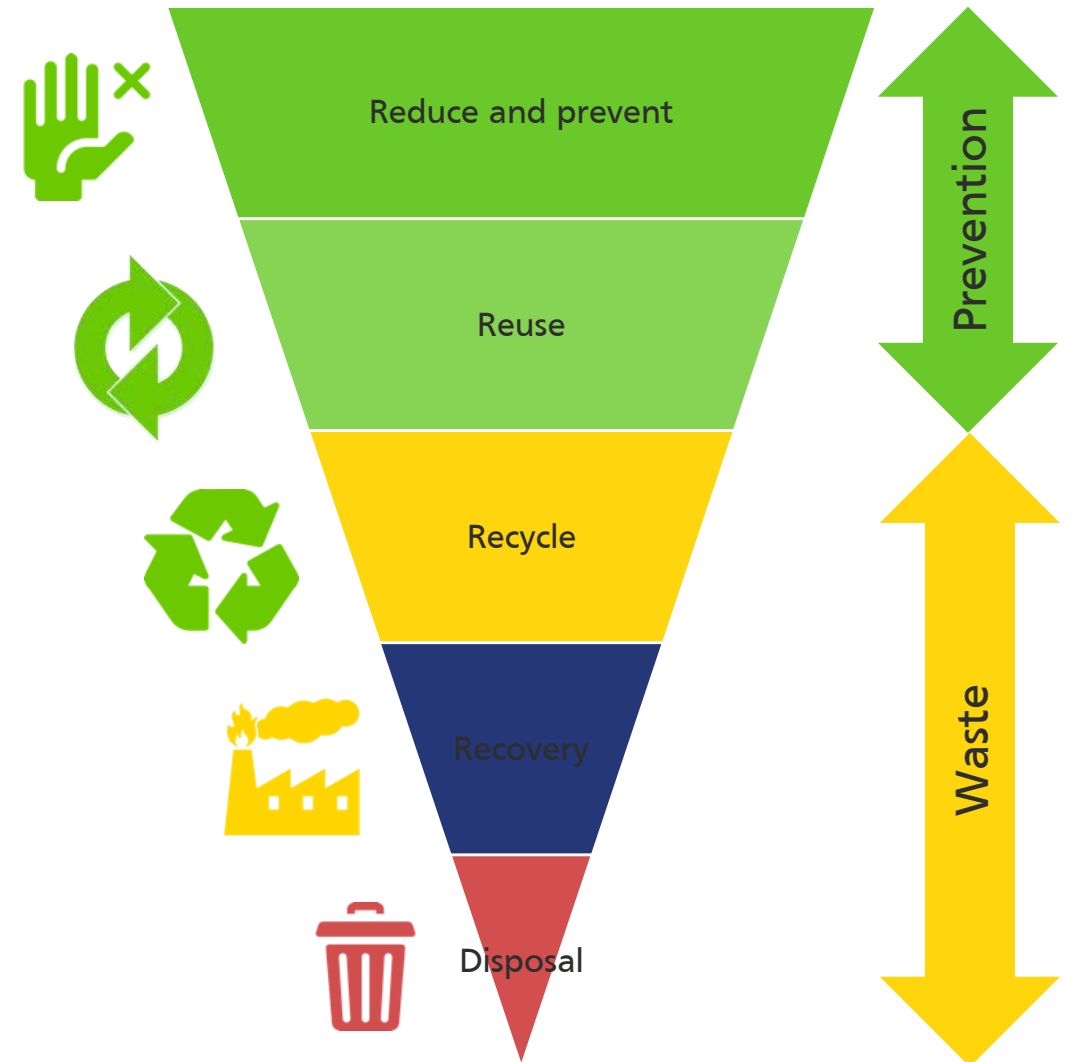 Reduce and prevent
Reuse
Recycle
Recovery
Disposal
Prevention
Waste